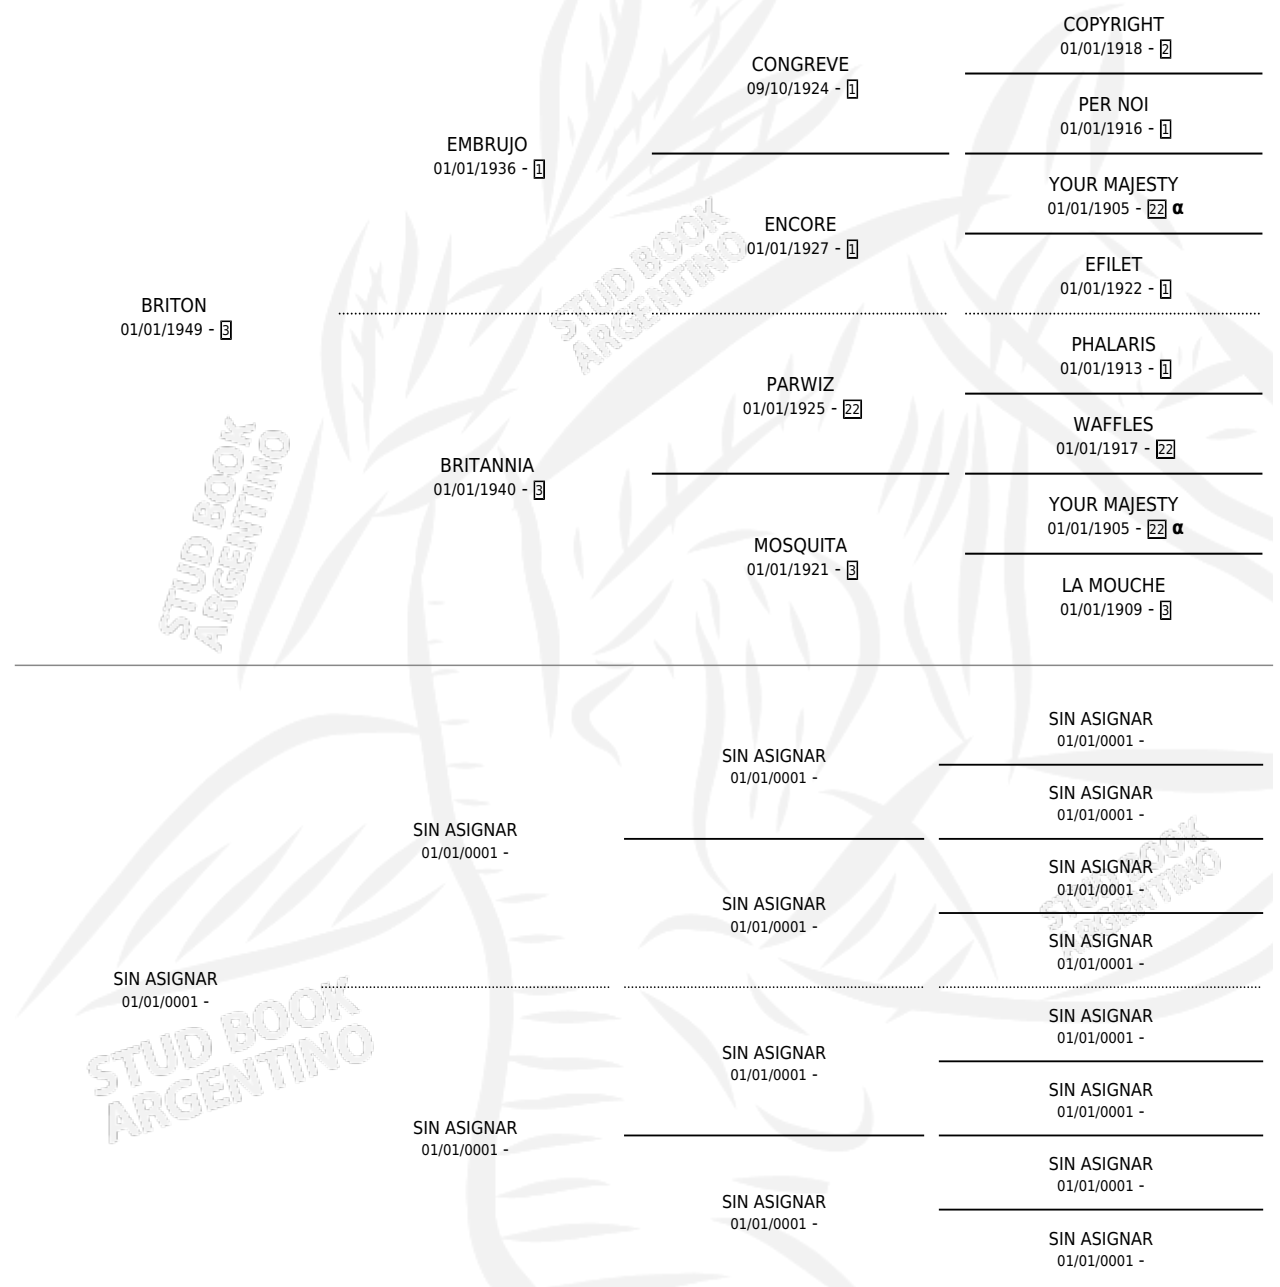 COPYRIGHT
01/01/1918 - 2
CONGREVE
09/10/1924 - 1
PER NOI
01/01/1916 - 1
EMBRUJO
01/01/1936 - 1
YOUR MAJESTY
01/01/1905 - 22 α
ENCORE
01/01/1927 - 1
EFILET
01/01/1922 - 1
BRITON
01/01/1949 - 3
PHALARIS
01/01/1913 - 1
PARWIZ
01/01/1925 - 22
WAFFLES
01/01/1917 - 22
BRITANNIA
01/01/1940 - 3
YOUR MAJESTY
01/01/1905 - 22 α
MOSQUITA
01/01/1921 - 3
LA MOUCHE
01/01/1909 - 3
STUD BOOK
ARGENTINO
STUD BOOK
ARGENTINO
SIN ASIGNAR
01/01/0001 -
SIN ASIGNAR
01/01/0001 -
SIN ASIGNAR
01/01/0001 -
SIN ASIGNAR
01/01/0001 -
SIN ASIGNAR
01/01/0001 -
SIN ASIGNAR
01/01/0001 -
SIN ASIGNAR
01/01/0001 -
SIN ASIGNAR
01/01/0001 -
SIN ASIGNAR
01/01/0001 -
SIN ASIGNAR
01/01/0001 -
SIN ASIGNAR
01/01/0001 -
SIN ASIGNAR
01/01/0001 -
SIN ASIGNAR
01/01/0001 -
SIN ASIGNAR
01/01/0001 -
SIN ASIGNAR
01/01/0001 -
STUD BOOK
ARGENTINO
STUD BOOK
ARGENTINO